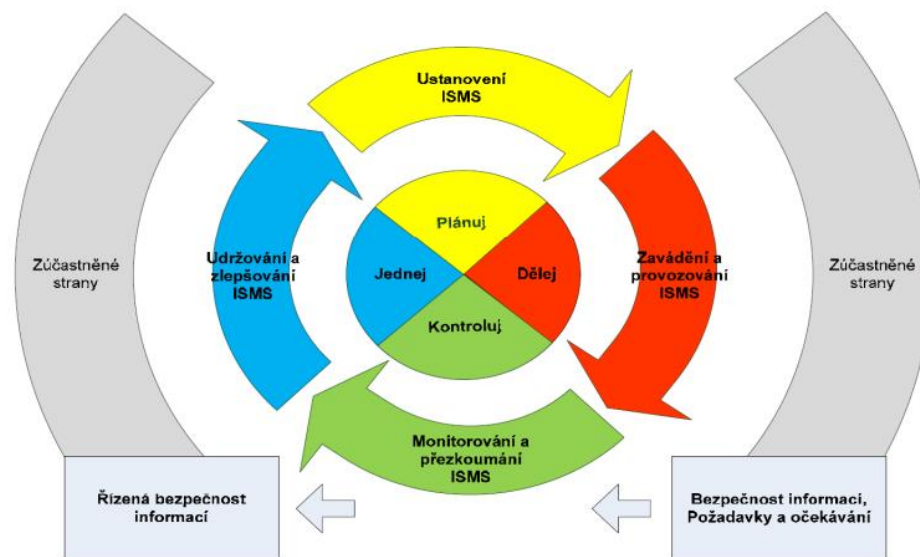 Ustanovení
ISMS
Plánuj
Zúčastněné
strany
Udržování a
zlepšování
ISMS
Jednej
Dělej
Zavádění a
provozování
ISMS
Zúčastněné
strany
Kontroluj
Monitorování a
přezkoumání
ISMS
Řízená bezpečnost
informací
Bezpečnost informací,
Požadavky a očekávání